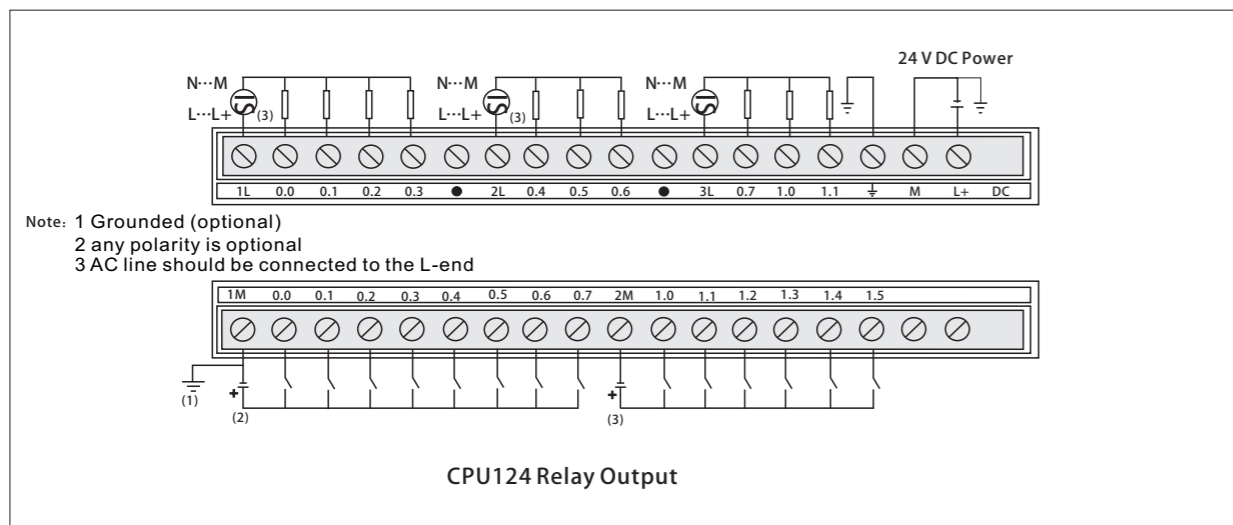 24 V DC Power
N···M N···M N···M
(3) (3)
L···L+ L···L+ L···L+
1L 0.0 0.1 0.2 0.3 ● 2L 0.4 0.5 0.6 ● 3L 0.7 1.0 1.1 ⏚ M L+ DC
Note: 1 Grounded (optional)
2 any polarity is optional
3 AC line should be connected to the L-end
1M 0.0 0.1 0.2 0.3 0.4 0.5 0.6 0.7 2M 1.0 1.1 1.2 1.3 1.4 1.5
+ +
(1) (2) (3)
CPU124 Relay Output